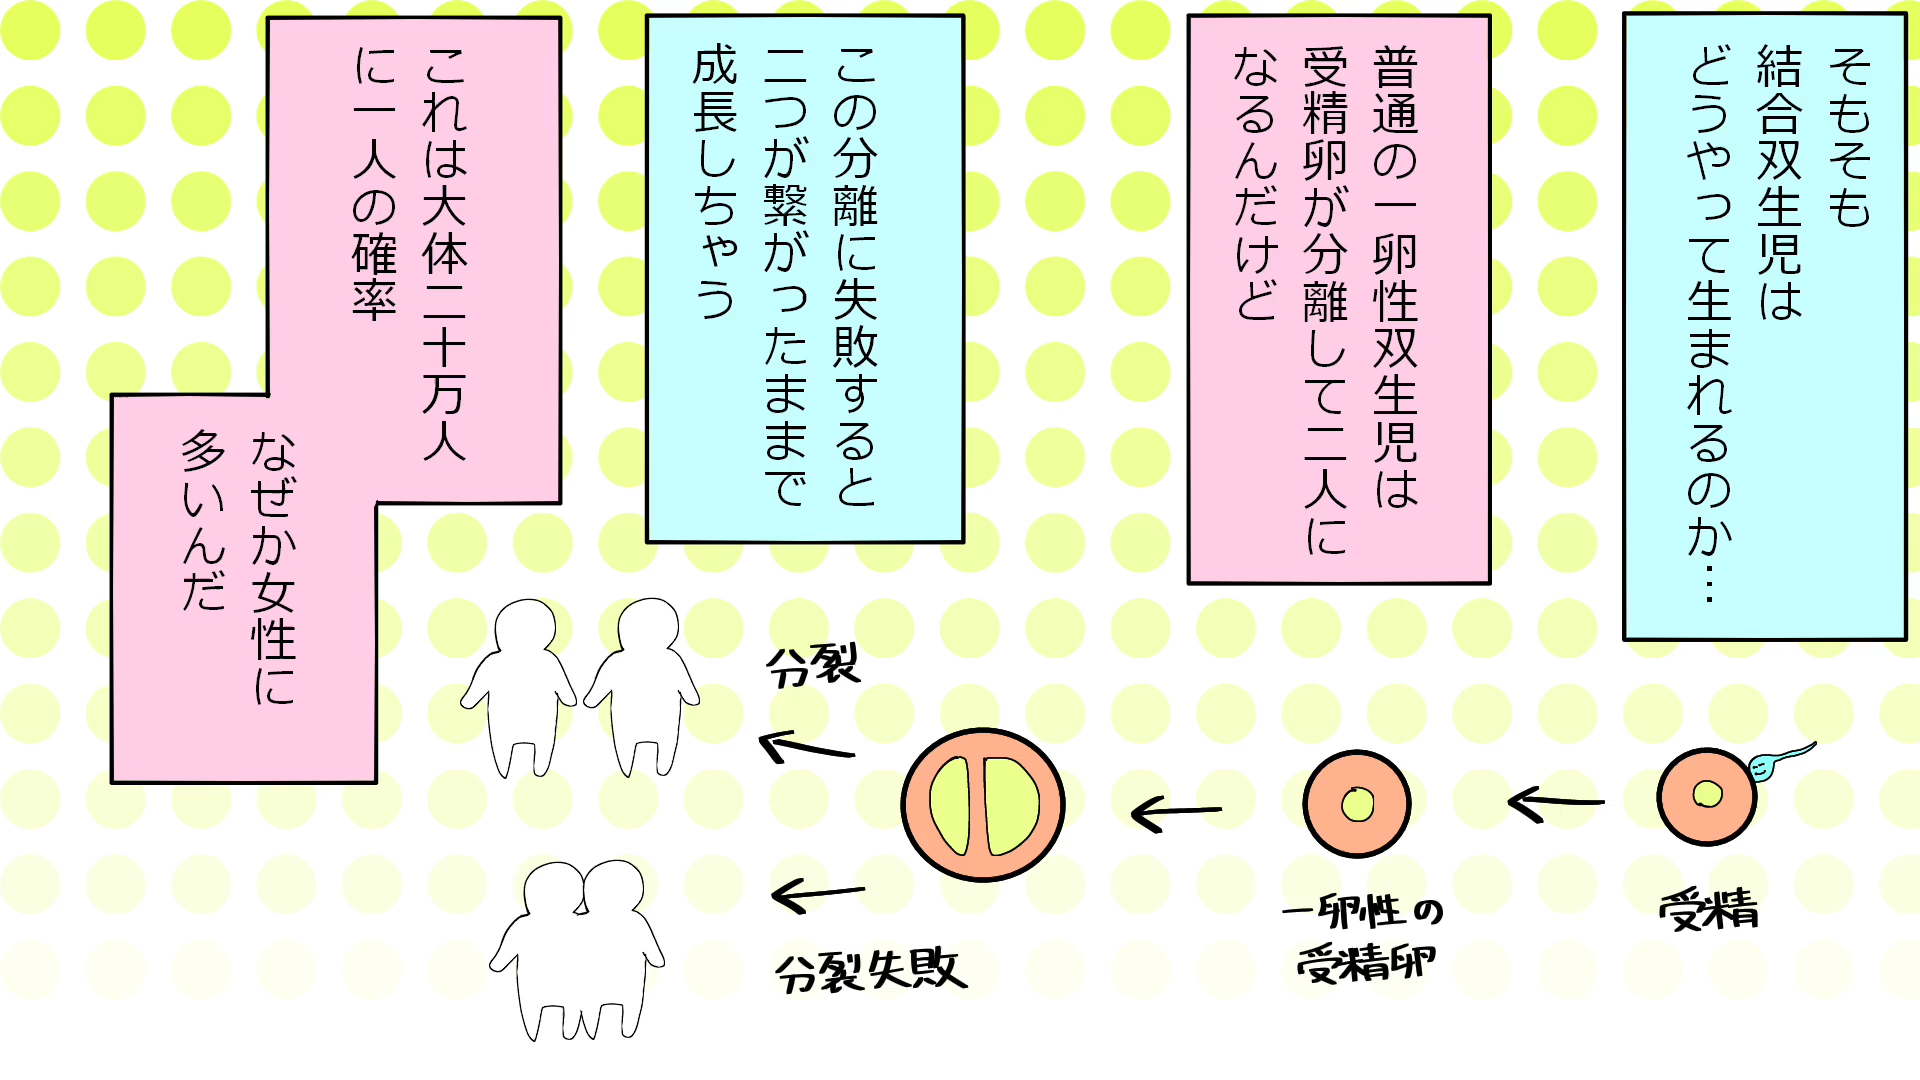 そもそも
結合双生児は
どうやって生まれるのか…
普通の一卵性双生児は
受精卵が分離して二人に
なるんだけど
この分離に失敗すると
二つが繋がったままで
成長しちゃう
これは大体二十万人
に一人の確率
なぜか女性に
多いんだ
受精
一卵性の
受精卵
分裂
分裂失敗